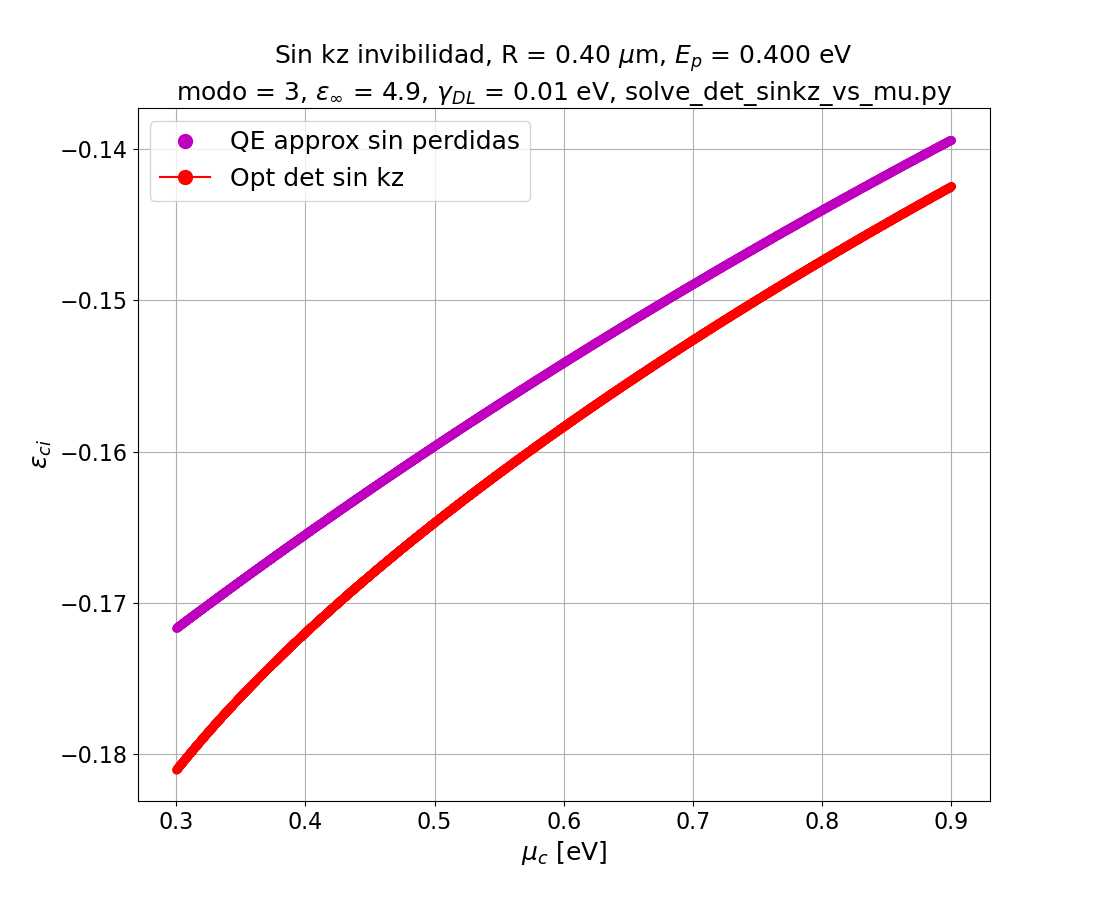 Sin kz invibilidad, R = 0.40 μm, E_p = 0.400 eV
modo = 3, ε_∞ = 4.9, γ_DL = 0.01 eV, solve_det_sinkz_vs_mu.py
QE approx sin perdidas
Opt det sin kz
−0.14
−0.15
−0.16
−0.17
−0.18
ε_ci
0.3 0.4 0.5 0.6 0.7 0.8 0.9
μ_c [eV]